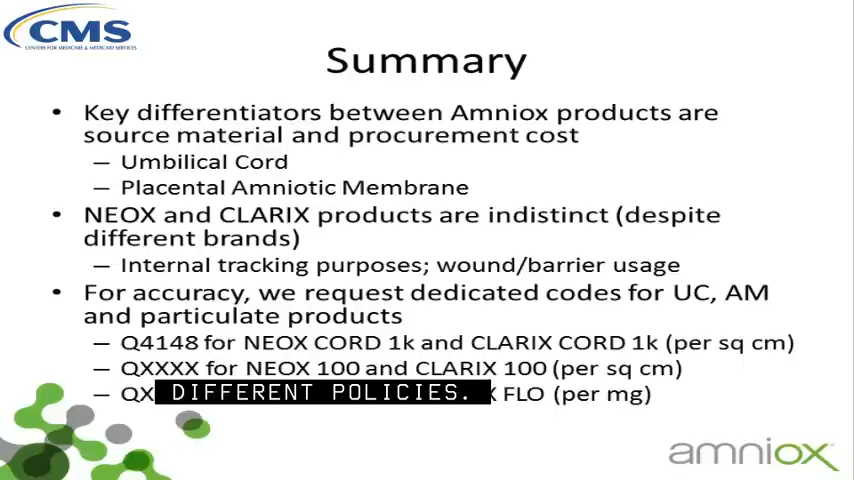 CMS
CENTERS FOR MEDICARE & MEDICAID SERVICES
Summary
• Key differentiators between Amniox products are
source material and procurement cost
– Umbilical Cord
– Placental Amniotic Membrane
• NEOX and CLARIX products are indistinct (despite
different brands)
– Internal tracking purposes; wound/barrier usage
• For accuracy, we request dedicated codes for UC, AM
and particulate products
– Q4148 for NEOX CORD 1k and CLARIX CORD 1k (per sq cm)
– QXXXX for NEOX 100 and CLARIX 100 (per sq cm)
– QX DIFFERENT POLICIES. FLO (per mg)
amniox